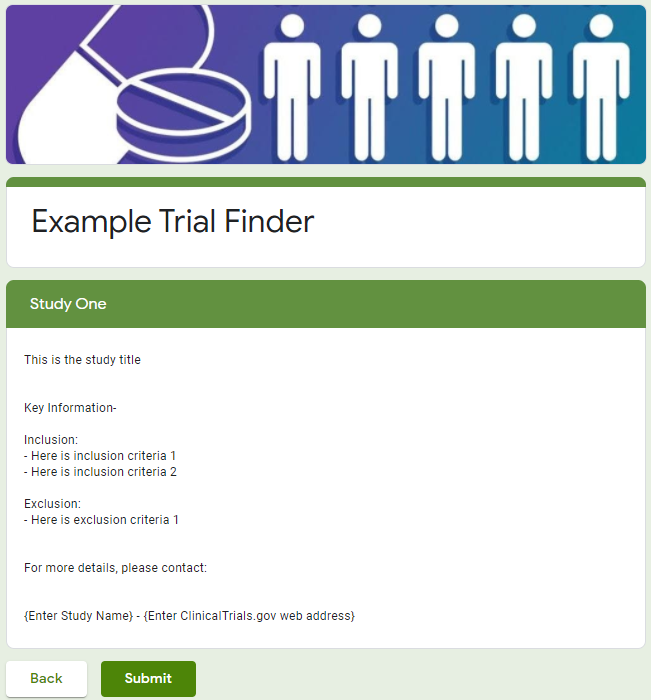 Example Trial Finder
Study One
This is the study title
Key Information-
Inclusion:
- Here is inclusion criteria 1
- Here is inclusion criteria 2
Exclusion:
- Here is exclusion criteria 1
For more details, please contact:
{Enter Study Name} - {Enter ClinicalTrials.gov web address}
Back
Submit